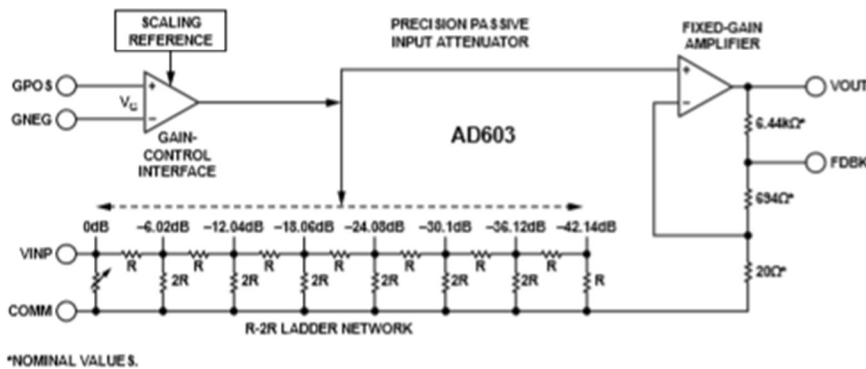 SCALING
REFERENCE
PRECISION PASSIVE
INPUT ATTENUATOR
FIXED-GAIN
AMPLIFIER
GPOS
VG
GNEG
GAIN-
CONTROL
INTERFACE
AD603
VOUT
6.44kΩ*
FDBK
694Ω*
20Ω*
0dB –6.02dB –12.04dB –18.06dB –24.08dB –30.1dB –36.12dB –42.14dB
VINP
R R R R R R R
2R 2R 2R 2R 2R 2R R
COMM
R-2R LADDER NETWORK
*NOMINAL VALUES.